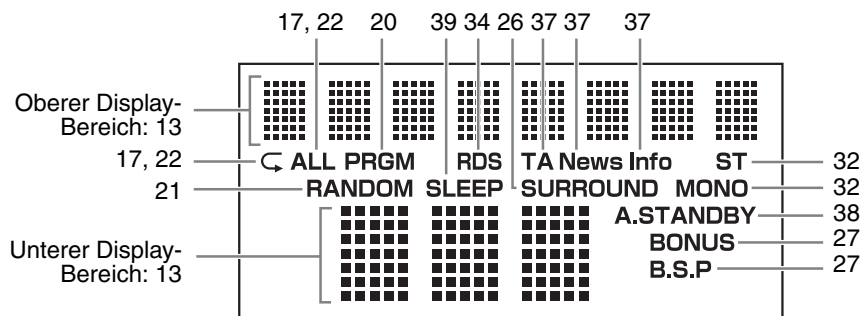 17, 22 20 39 34 26 37 37 37
Oberer Display-
Bereich: 13
17, 22 ALL PRGM RDS TA News Info ST 32
21 RANDOM SLEEP SURROUND MONO 32
A.STANDBY 38
Unterer Display-
Bereich: 13
BONUS 27
B.S.P 27